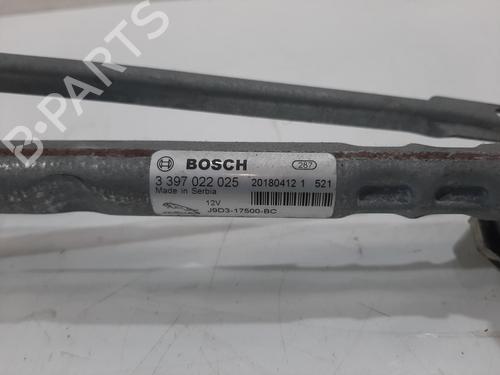 B-PARTS
BOSCH
287
3 397 022 025 20180412 1 521
Made in Serbia
12V
J9D3-17500-BC